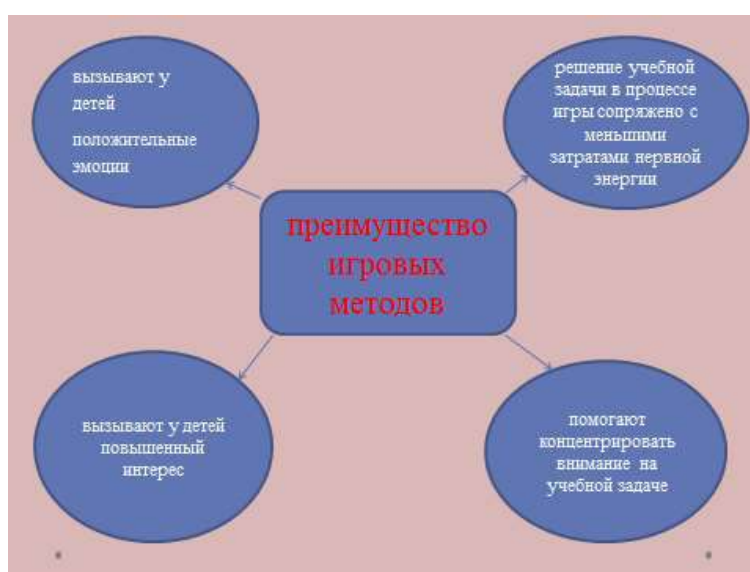 вызывают у
детей
положительные
эмоции
решение учебной
задачи в процессе
игры сопряжено с
меньшими
затратами нервной
энергии
преимущество
игровых
методов
вызывают у детей
повышенный
интерес
помогают
концентрировать
внимание на
учебной задаче